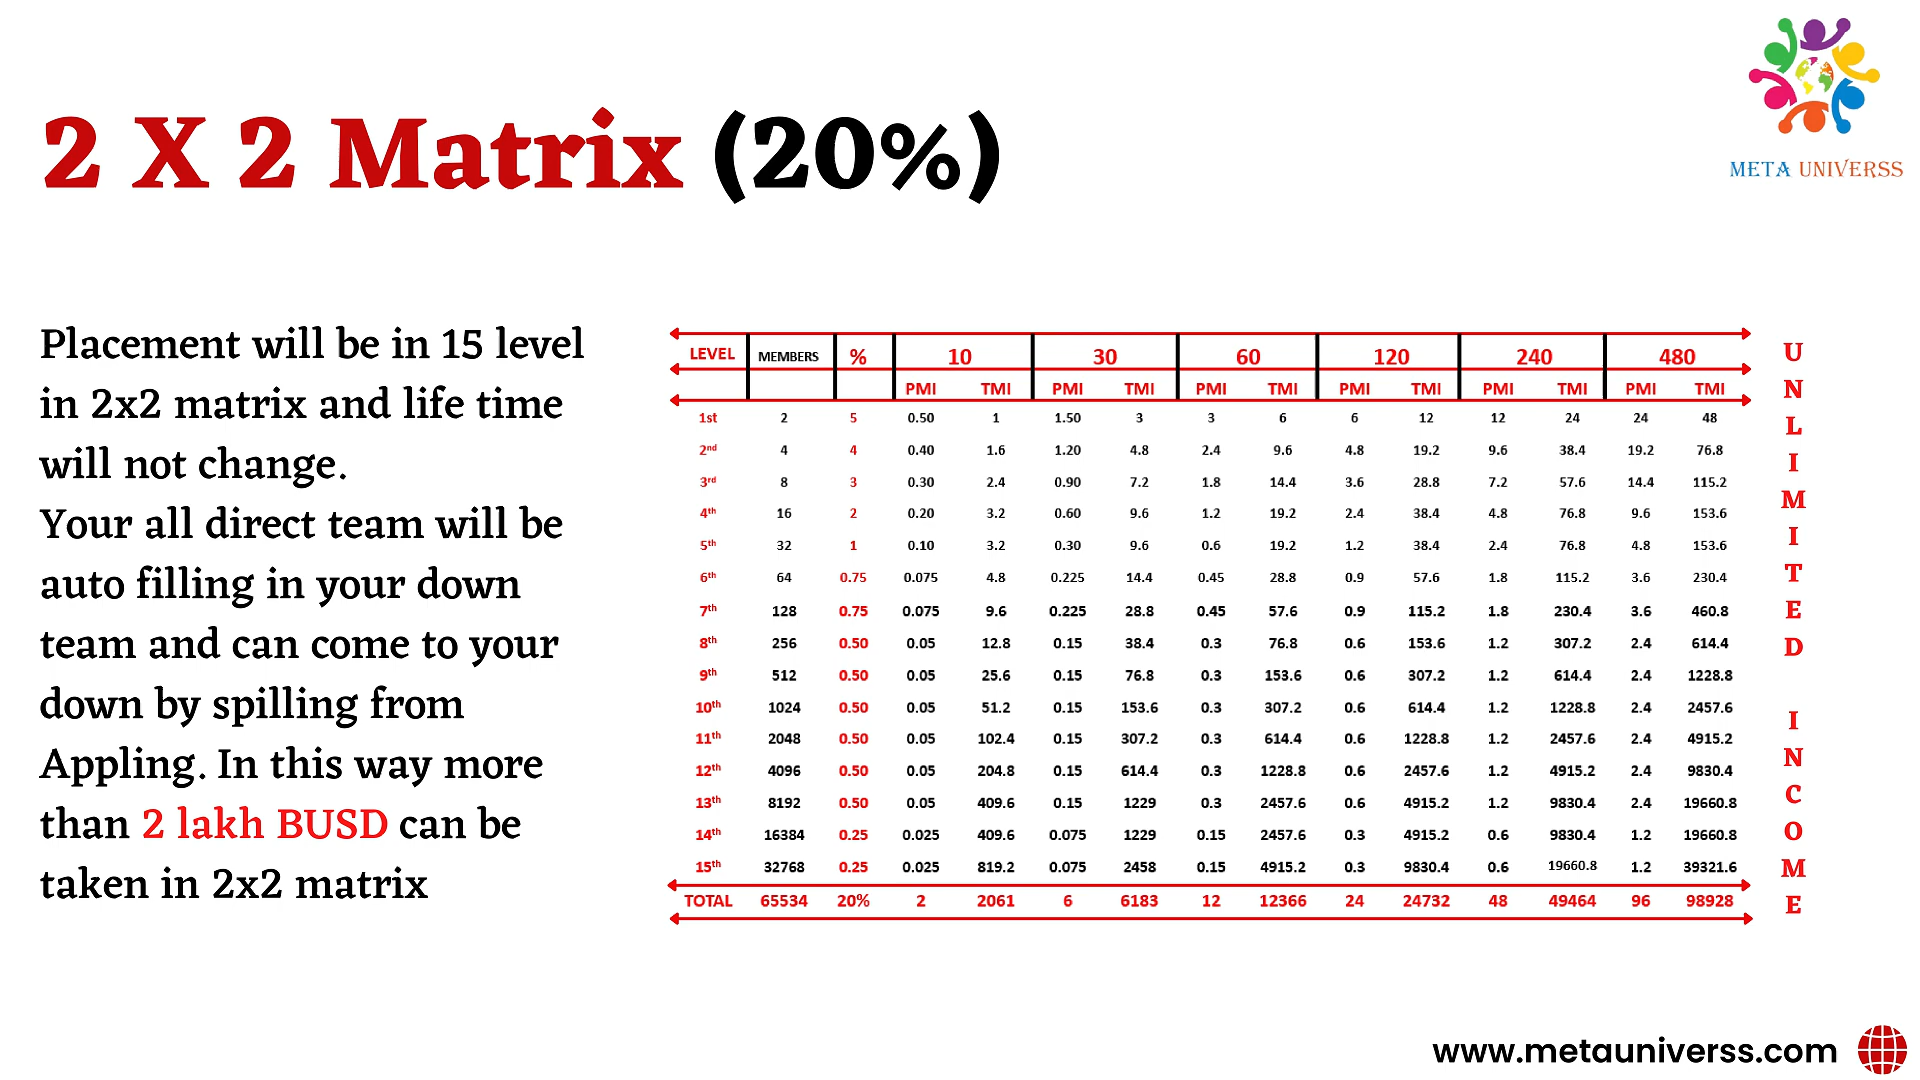 META UNIVERSS
2 X 2 Matrix (20%)
Placement will be in 15 level
in 2x2 matrix and life time
will not change.
Your all direct team will be
auto filling in your down
team and can come to your
down by spilling from
Appling. In this way more
than 2 lakh BUSD can be
taken in 2x2 matrix
LEVEL MEMBERS % 10 30 60 120 240 480
PMI TMI PMI TMI PMI TMI PMI TMI PMI TMI PMI TMI
1st 2 5 0.50 1 1.50 3 3 6 6 12 12 24 24 48
2nd 4 4 0.40 1.6 1.20 4.8 2.4 9.6 4.8 19.2 9.6 38.4 19.2 76.8
3rd 8 3 0.30 2.4 0.90 7.2 1.8 14.4 3.6 28.8 7.2 57.6 14.4 115.2
4th 16 2 0.20 3.2 0.60 9.6 1.2 19.2 2.4 38.4 4.8 76.8 9.6 153.6
5th 32 1 0.10 3.2 0.30 9.6 0.6 19.2 1.2 38.4 2.4 76.8 4.8 153.6
6th 64 0.75 0.075 4.8 0.225 14.4 0.45 28.8 0.9 57.6 1.8 115.2 3.6 230.4
7th 128 0.75 0.075 9.6 0.225 28.8 0.45 57.6 0.9 115.2 1.8 230.4 3.6 460.8
8th 256 0.50 0.05 12.8 0.15 38.4 0.3 76.8 0.6 153.6 1.2 307.2 2.4 614.4
9th 512 0.50 0.05 25.6 0.15 76.8 0.3 153.6 0.6 307.2 1.2 614.4 2.4 1228.8
10th 1024 0.50 0.05 51.2 0.15 153.6 0.3 307.2 0.6 614.4 1.2 1228.8 2.4 2457.6
11th 2048 0.50 0.05 102.4 0.15 307.2 0.3 614.4 0.6 1228.8 1.2 2457.6 2.4 4915.2
12th 4096 0.50 0.05 204.8 0.15 614.4 0.3 1228.8 0.6 2457.6 1.2 4915.2 2.4 9830.4
13th 8192 0.50 0.05 409.6 0.15 1229 0.3 2457.6 0.6 4915.2 1.2 9830.4 2.4 19660.8
14th 16384 0.25 0.025 409.6 0.075 1229 0.15 2457.6 0.3 4915.2 0.6 9830.4 1.2 19660.8
15th 32768 0.25 0.025 819.2 0.075 2458 0.15 4915.2 0.3 9830.4 0.6 19660.8 1.2 39321.6
TOTAL 65534 20% 2 2061 6 6183 12 12366 24 24732 48 49464 96 98928
UNLIMITED INCOME
www.metauniverss.com